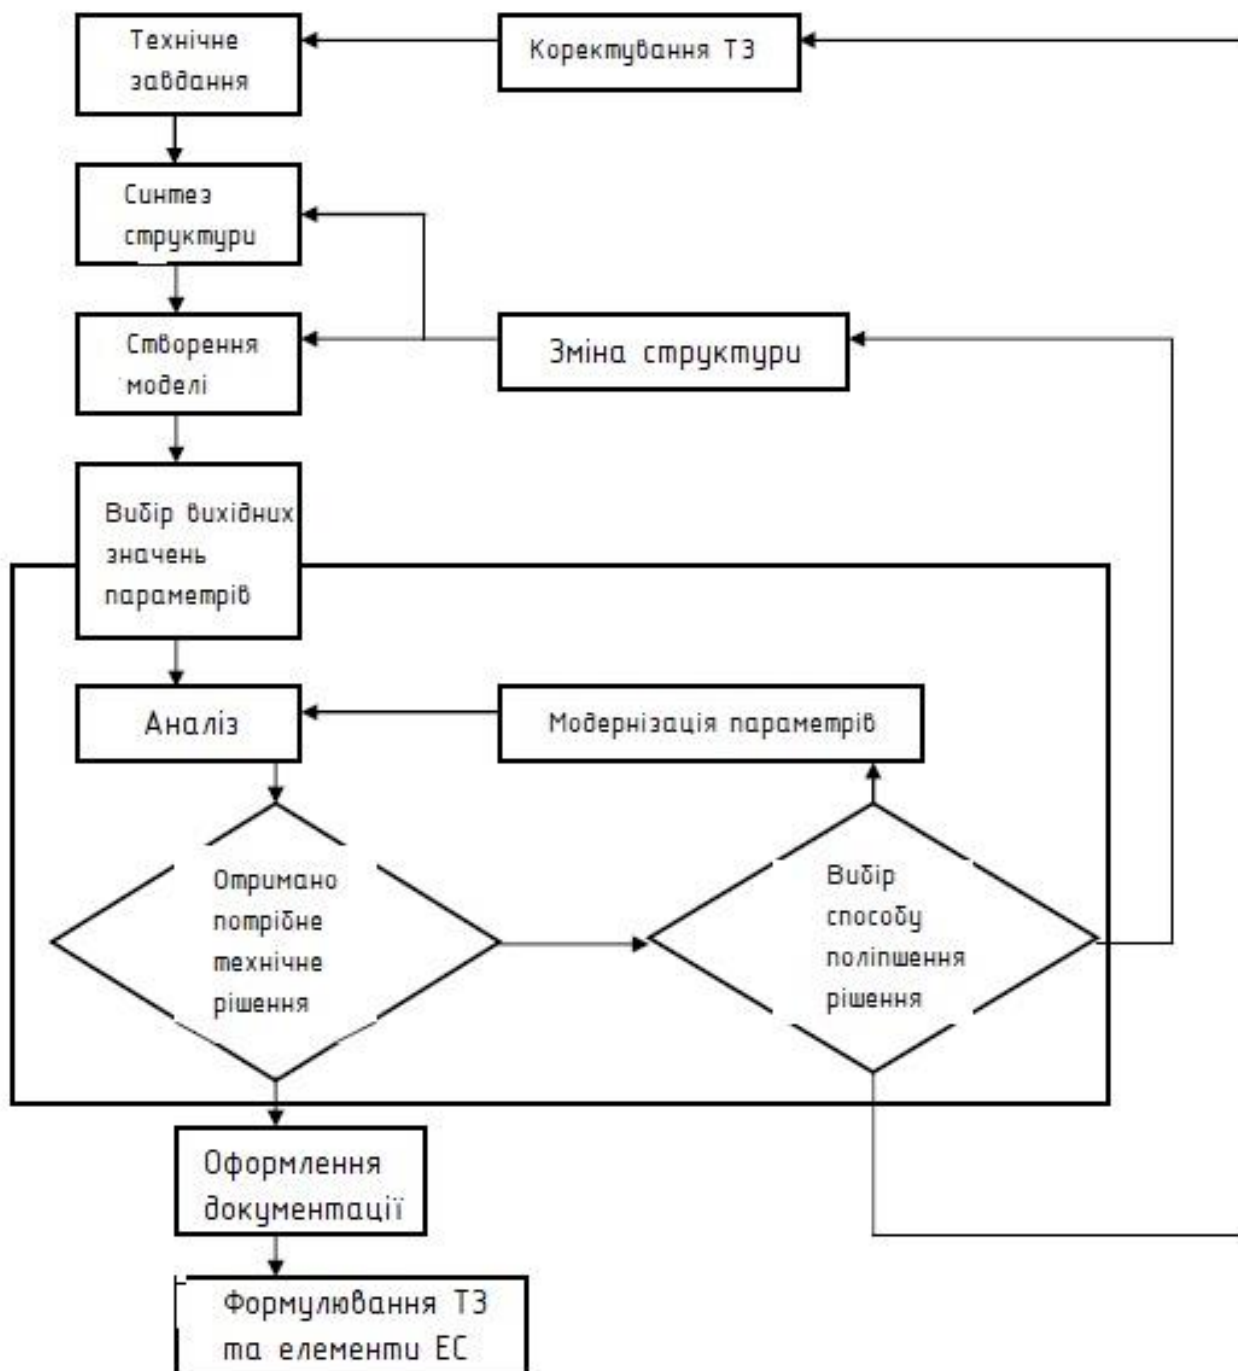 Технічне
завдання
Коректування ТЗ
Синтез
структури
Створення
моделі
Зміна структури
Вибір вихідних
значень
параметрів
Аналіз
Модернізація параметрів
Отримано
потрібне
технічне
рішення
Вибір
способу
поліпшення
рішення
Оформлення
документації
Формулювання ТЗ
та елементи ЕС